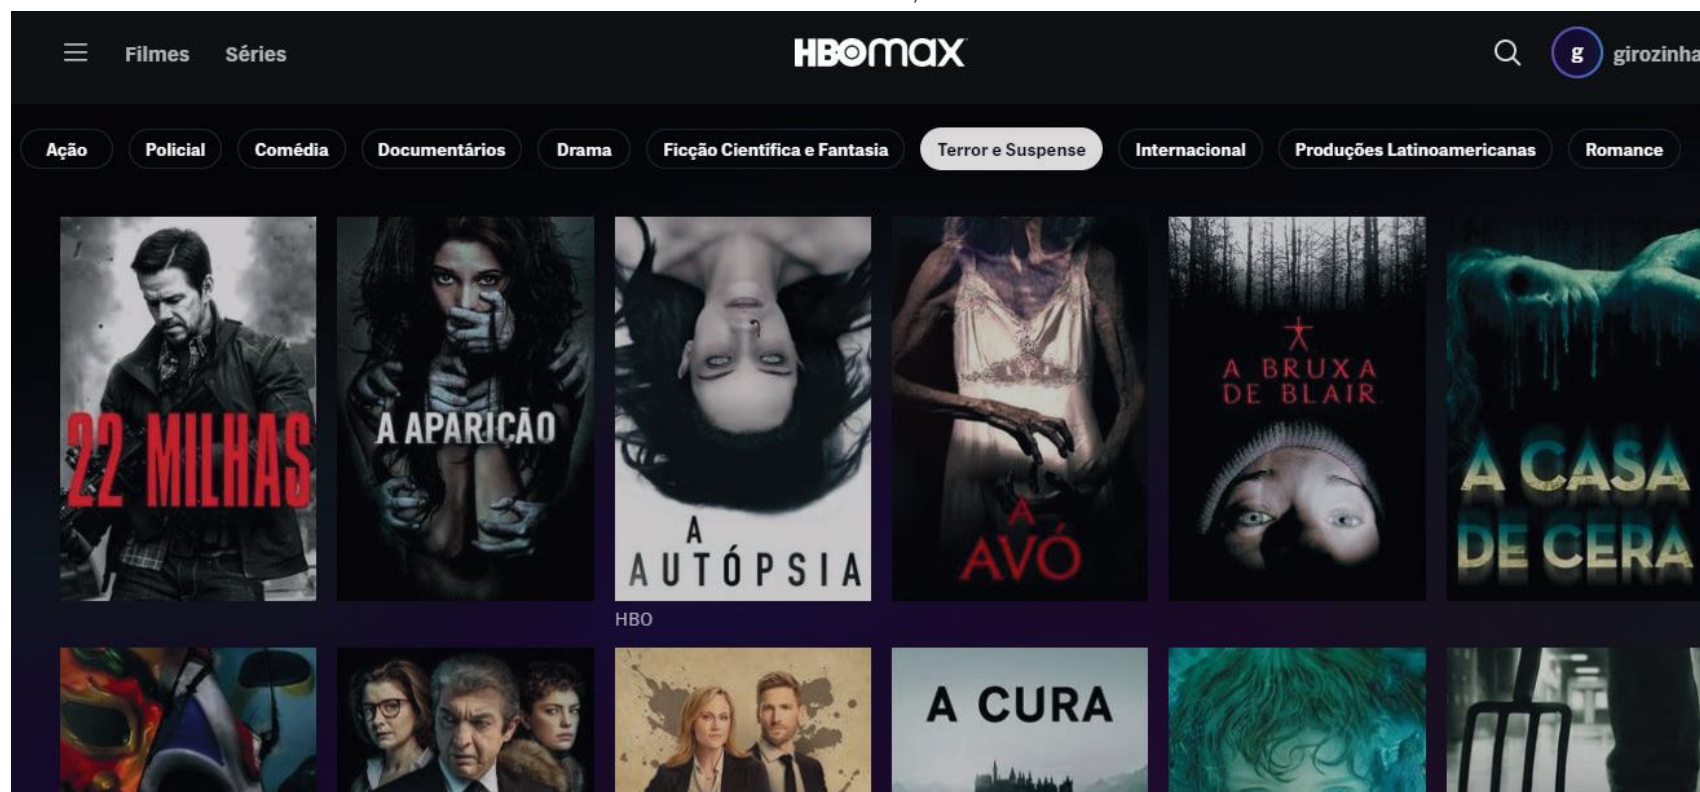 Filmes Séries HBOMAX g girozinha
Ação Policial Comédia Documentários Drama Ficção Científica e Fantasia Terror e Suspense Internacional Produções Latinoamericanas Romance
22 MILHAS
A APARIÇÃO
A
AUTÓPSIA
A
AVÓ
A BRUXA
DE BLAIR
A CASA
DE CERA
HBO
A CURA